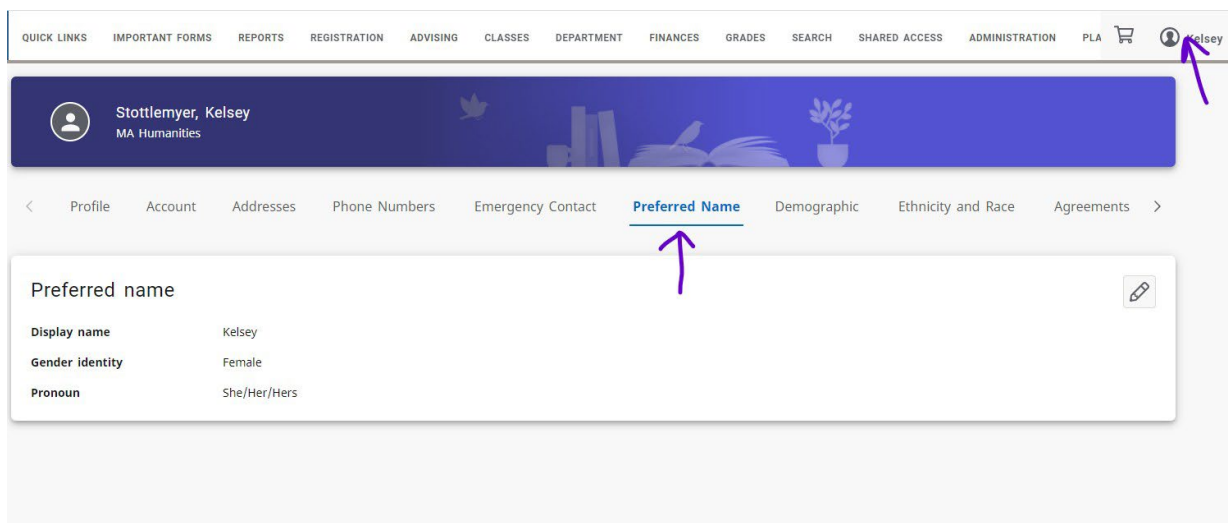 QUICK LINKS IMPORTANT FORMS REPORTS REGISTRATION ADVISING CLASSES DEPARTMENT FINANCES GRADES SEARCH SHARED ACCESS ADMINISTRATION PLA Kelsey
Stottlemyer, Kelsey
MA Humanities
Profile Account Addresses Phone Numbers Emergency Contact Preferred Name Demographic Ethnicity and Race Agreements
Preferred name
Display name Kelsey
Gender identity Female
Pronoun She/Her/Hers